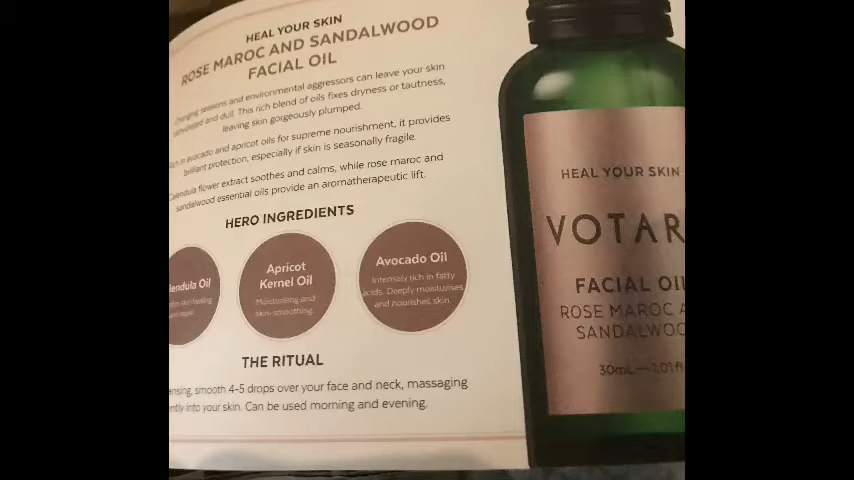 HEAL YOUR SKIN
ROSE MAROC AND SANDALWOOD
FACIAL OIL
seasons and environmental aggressors can leave your skin
and dull. This rich blend of oils fixes dryness or tautness,
leaving skin gorgeously plumped.
in avocado and apricot oils for supreme nourishment, it provides
brilliant protection, especially if skin is seasonally fragile.
Calendula flower extract soothes and calms, while rose maroc and
sandalwood essential oils provide an aromatherapeutic lift.
HERO INGREDIENTS
Oil
Apricot
Kernel Oil
Moisturising and
skin-smoothing.
Avocado Oil
Intensely rich in fatty
acids. Deeply moisturises
and nourishes skin.
THE RITUAL
smooth 4-5 drops over your face and neck, massaging
into your skin. Can be used morning and evening.
HEAL YOUR SKIN
VOTAR
FACIAL OIL
ROSE MAROC A
SANDALWOO
30mL—1.01fl